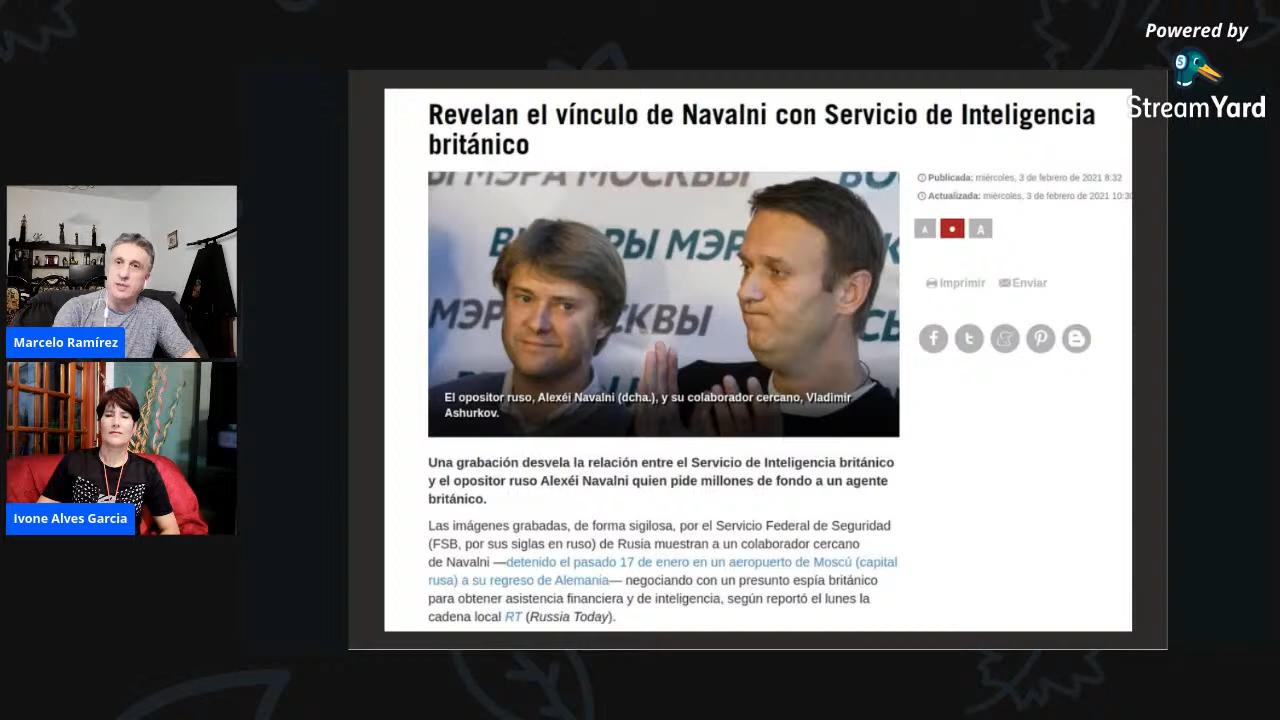 Powered by
StreamYard
Revelan el vínculo de Navalni con Servicio de Inteligencia
británico
Publicada: miércoles, 3 de febrero de 2021 8:32
Actualizada: miércoles, 3 de febrero de 2021 10:30
A A
Imprimir Enviar
МЭРА МОСКВЫ
ВО
МЭР
МЭР СКВЫ
El opositor ruso, Alexéi Navalni (dcha.), y su colaborador cercano, Vladimir
Ashurkov.
Una grabación desvela la relación entre el Servicio de Inteligencia británico
y el opositor ruso Alexéi Navalni quien pide millones de fondo a un agente
británico.
Las imágenes grabadas, de forma sigilosa, por el Servicio Federal de Seguridad
(FSB, por sus siglas en ruso) de Rusia muestran a un colaborador cercano
de Navalni —detenido el pasado 17 de enero en un aeropuerto de Moscú (capital
rusa) a su regreso de Alemania— negociando con un presunto espía británico
para obtener asistencia financiera y de inteligencia, según reportó el lunes la
cadena local RT (Russia Today).
Marcelo Ramírez
Ivone Alves Garcia